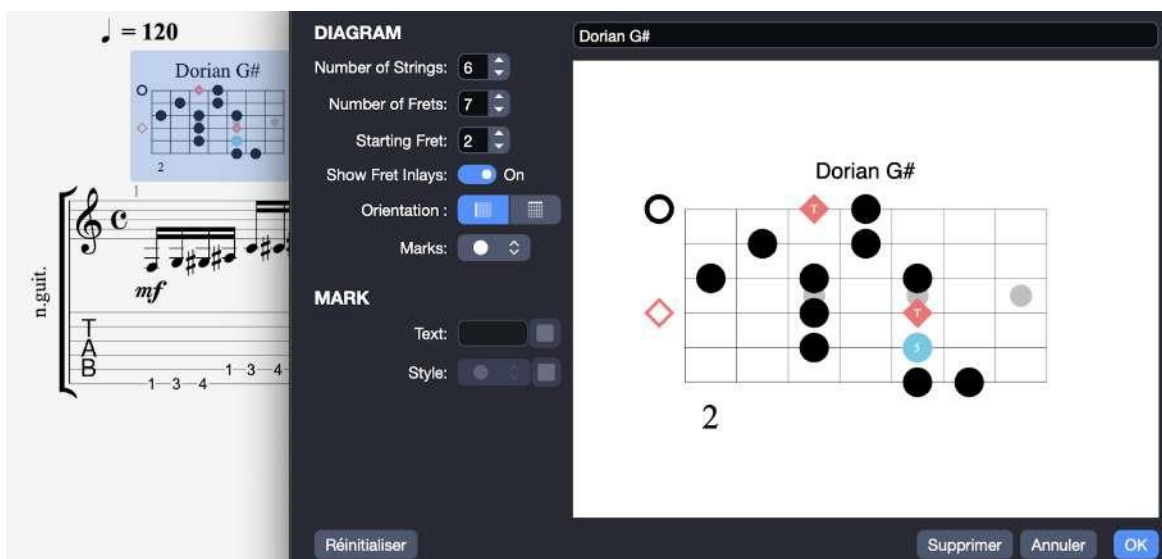 = 120
Dorian G#
2
1
n.guit.
mf
T
A
B
1 3 4
1 3 4
DIAGRAM
Number of Strings: 6
Number of Frets: 7
Starting Fret: 2
Show Fret Inlays: On
Orientation :
Marks:
MARK
Text:
Style:
Réinitialiser
Dorian G#
Dorian G#
T
T
5
2
Supprimer Annuler OK